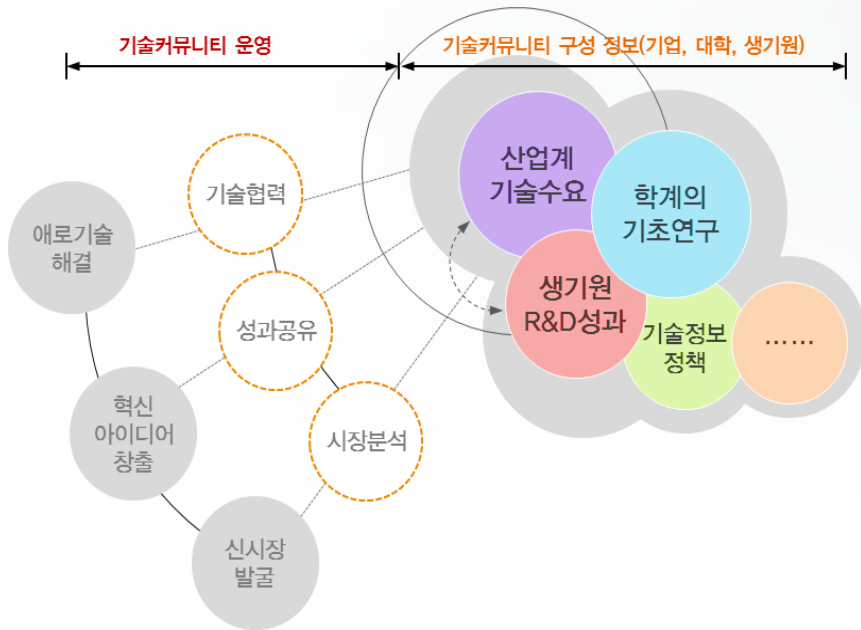 기술커뮤니티 운영
기술커뮤니티 구성 정보(기업, 대학, 생기원)
산업계
기술수요
학계의
기초연구
기술협력
애로기술
해결
생기원
R&D성과
성과공유
기술정보
정책
……
혁신
아이디어
창출
시장분석
신시장
발굴